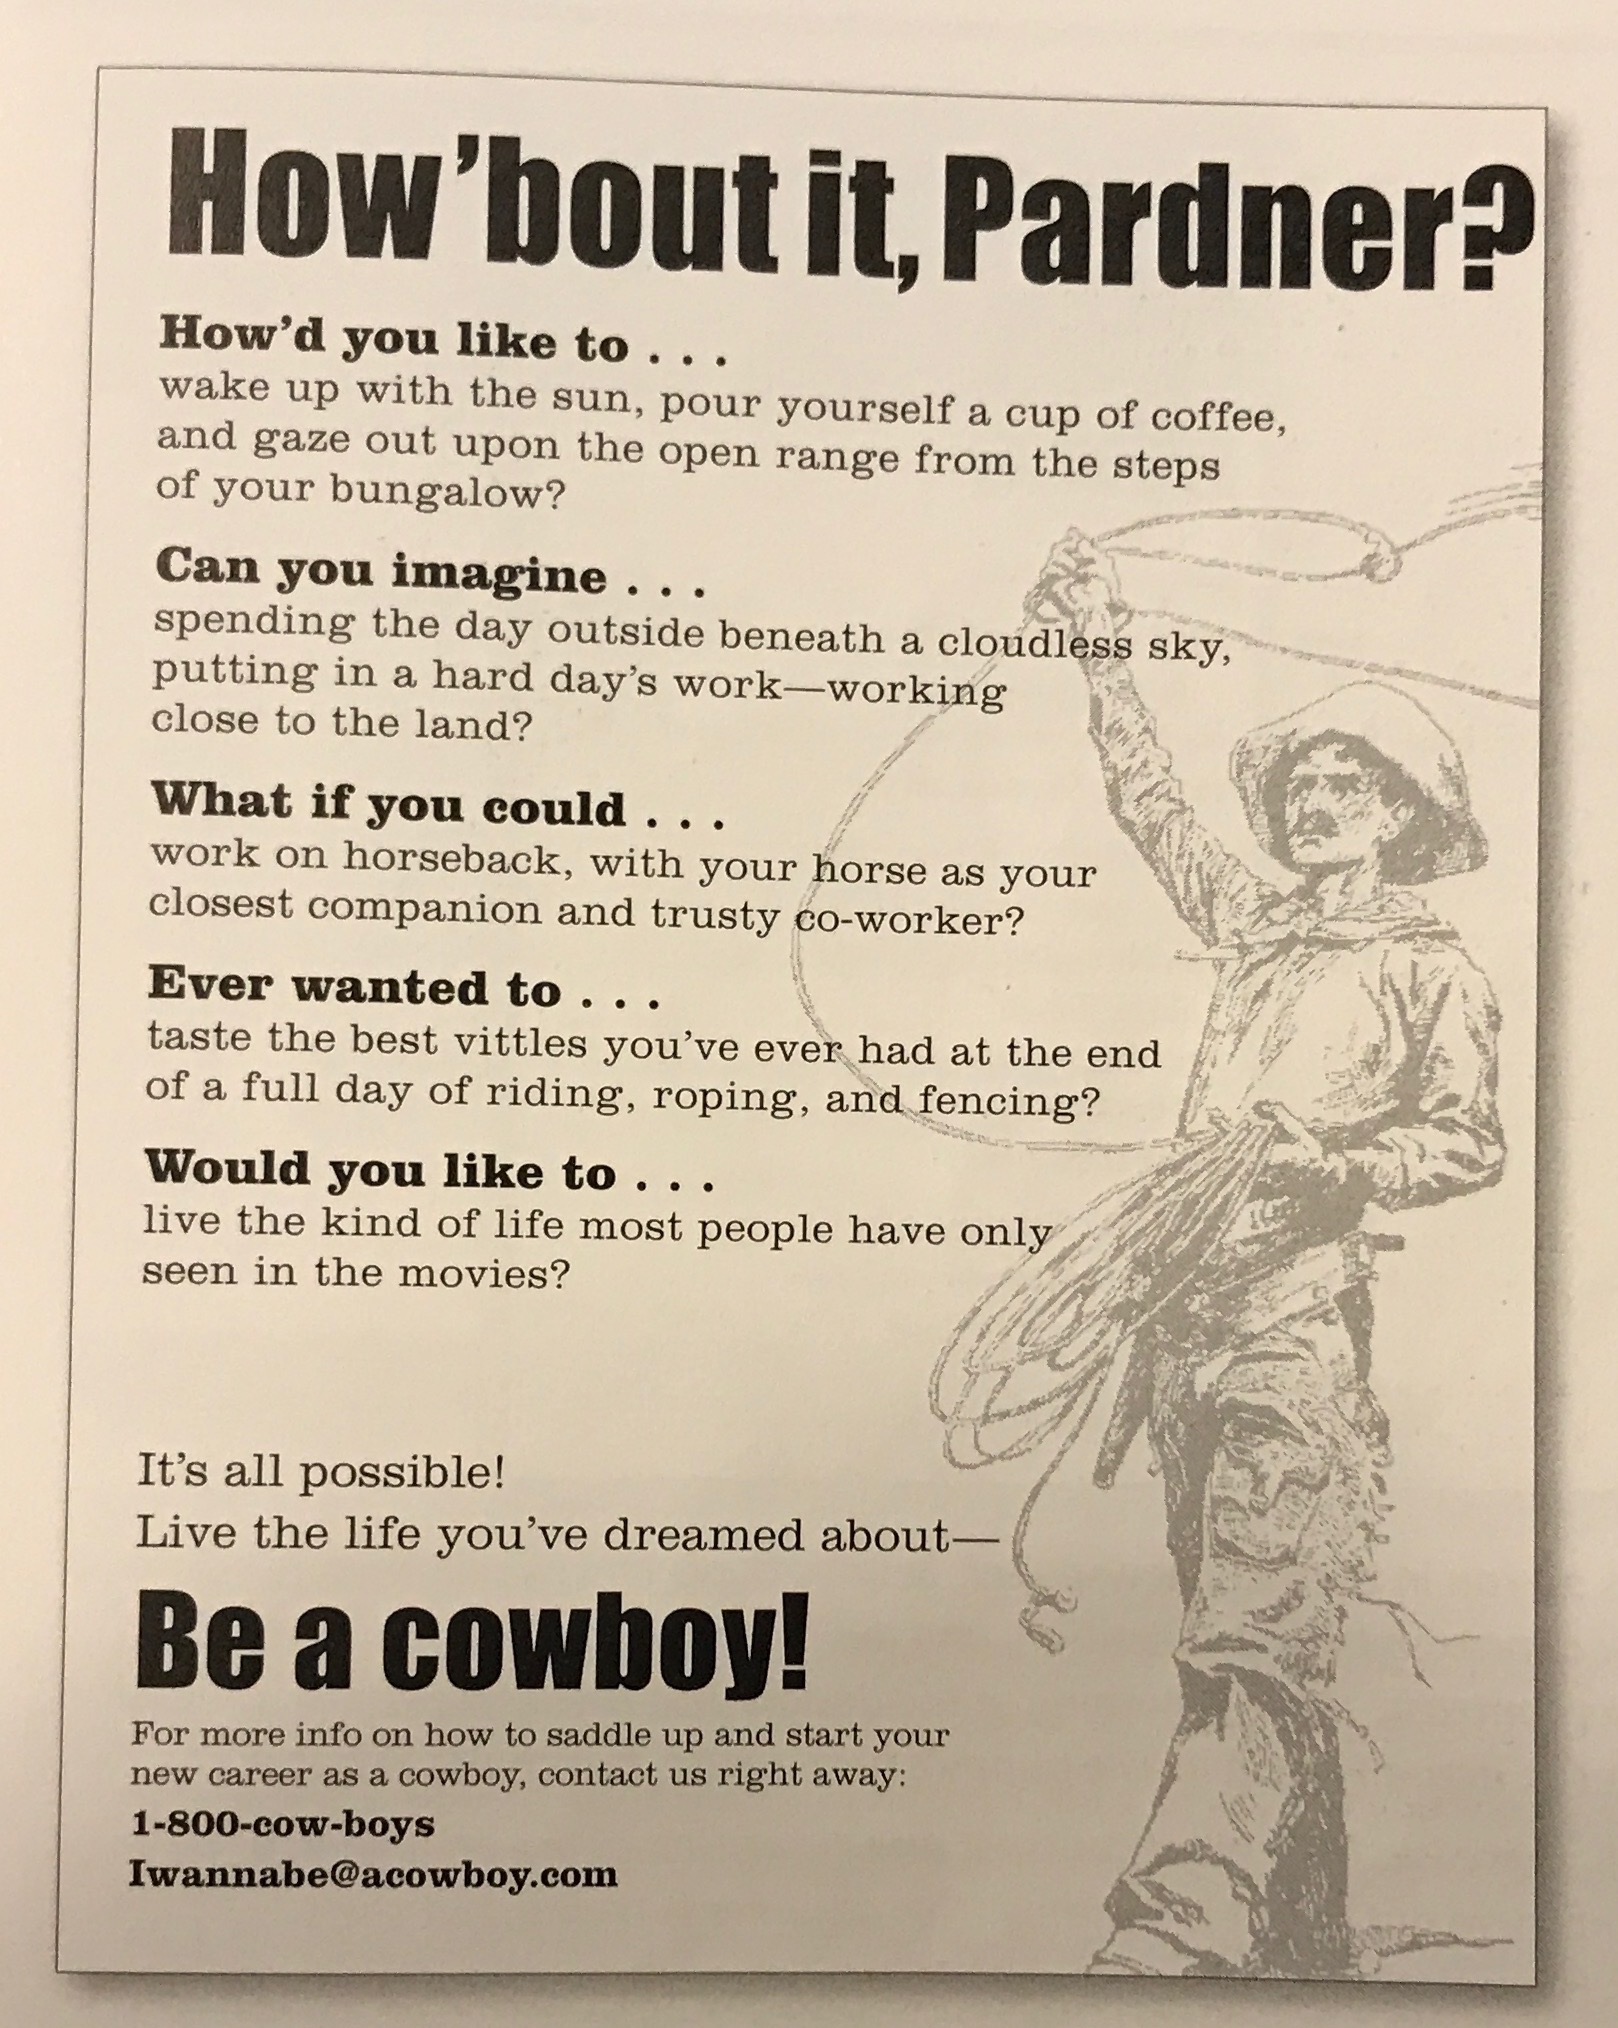 How'bout it, Pardner?
How'd you like to . . .
wake up with the sun, pour yourself a cup of coffee,
and gaze out upon the open range from the steps
of your bungalow?
Can you imagine . . .
spending the day outside beneath a cloudless sky,
putting in a hard day's work—working
close to the land?
What if you could . . .
work on horseback, with your horse as your
closest companion and trusty co-worker?
Ever wanted to . . .
taste the best vittles you've ever had at the end
of a full day of riding, roping, and fencing?
Would you like to . . .
live the kind of life most people have only
seen in the movies?
It's all possible!
Live the life you've dreamed about—
Be a cowboy!
For more info on how to saddle up and start your
new career as a cowboy, contact us right away:
1-800-cow-boys
Iwannabe@acowboy.com